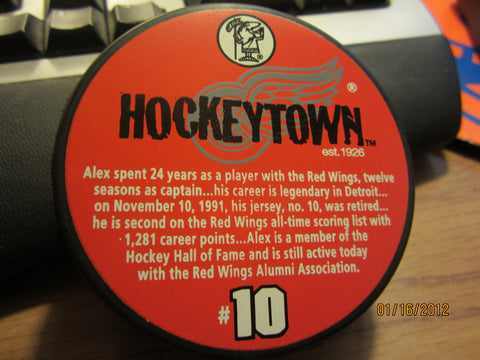 HOCKEYTOWN™
®
est.1926
Alex spent 24 years as a player with the Red Wings, twelve
seasons as captain...his career is legendary in Detroit...
on November 10, 1991, his jersey, no. 10, was retired...
he is second on the Red Wings all-time scoring list with
1,281 career points...Alex is a member of the
Hockey Hall of Fame and is still active today
with the Red Wings Alumni Association.
#10
01/16/2012